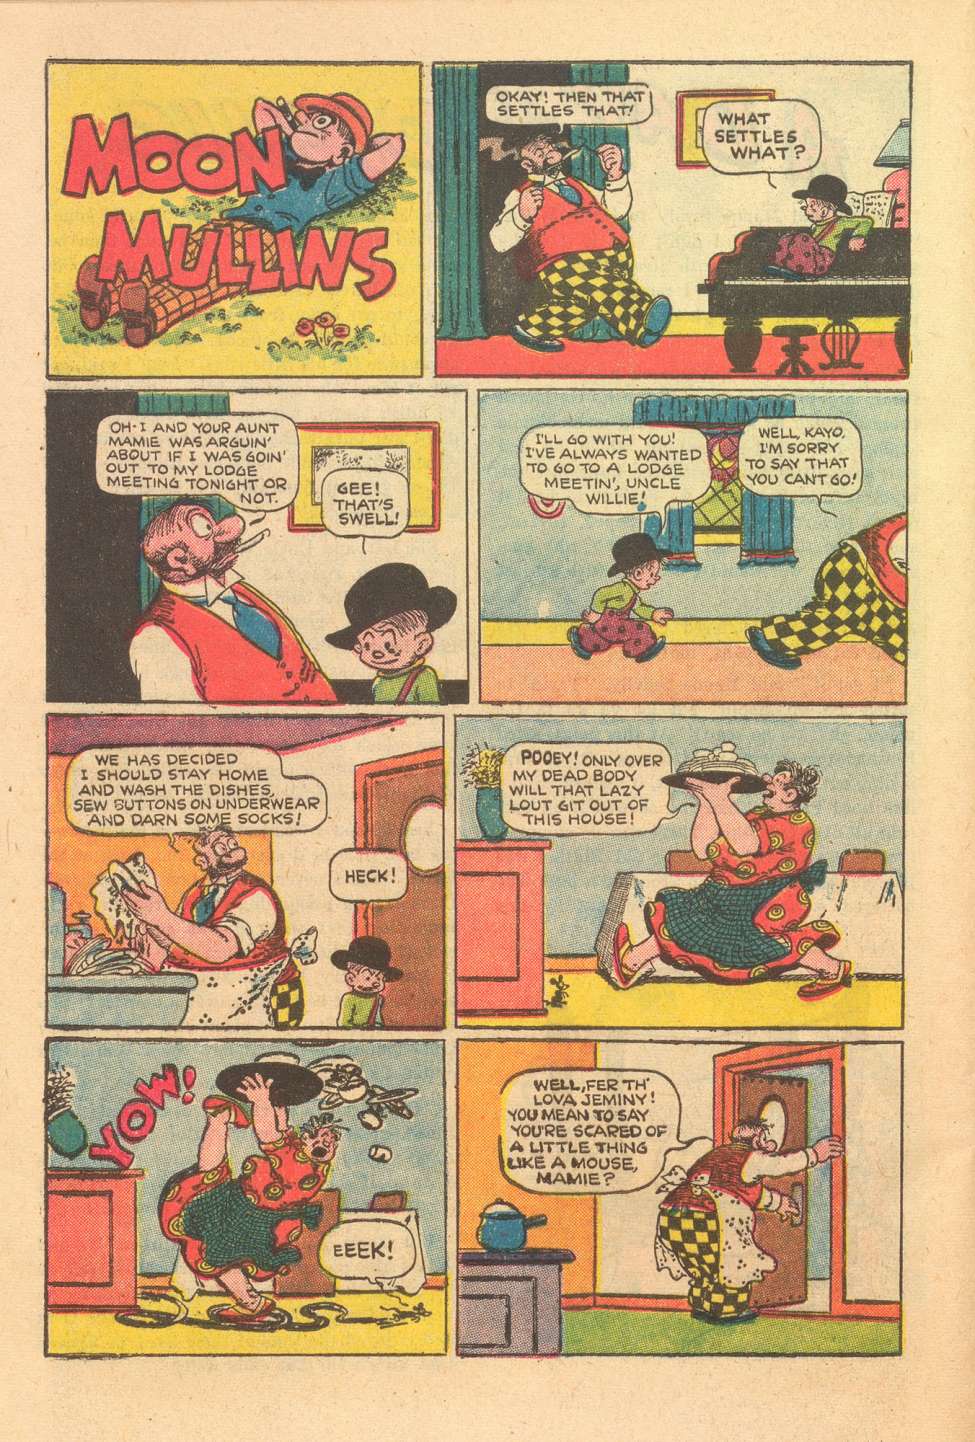 MOON
MULLINS
OKAY! THEN THAT
SETTLES THAT!
WHAT
SETTLES
WHAT?
OH-I AND YOUR AUNT
MAMIE WAS ARGUIN'
ABOUT IF I WAS GOIN'
OUT TO MY LODGE
MEETING TONIGHT OR
NOT.
GEE!
THAT'S
SWELL!
I'LL GO WITH YOU!
I'VE ALWAYS WANTED
TO GO TO A LODGE
MEETIN', UNCLE
WILLIE!
WELL, KAYO,
I'M SORRY
TO SAY THAT
YOU CAN'T GO!
WE HAS DECIDED
I SHOULD STAY HOME
AND WASH THE DISHES,
SEW BUTTONS ON UNDERWEAR
AND DARN SOME SOCKS!
HECK!
POOEY! ONLY OVER
MY DEAD BODY
WILL THAT LAZY
LOUT GIT OUT OF
THIS HOUSE!
YOW!
EEEK!
WELL, FER TH'
LOVA JEMINY!
YOU MEAN TO SAY
YOU'RE SCARED OF
A LITTLE THING
LIKE A MOUSE,
MAMIE?